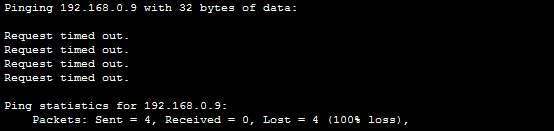 Pinging 192.168.0.9 with 32 bytes of data:
Request timed out.
Request timed out.
Request timed out.
Request timed out.
Ping statistics for 192.168.0.9:
Packets: Sent = 4, Received = 0, Lost = 4 (100% loss),